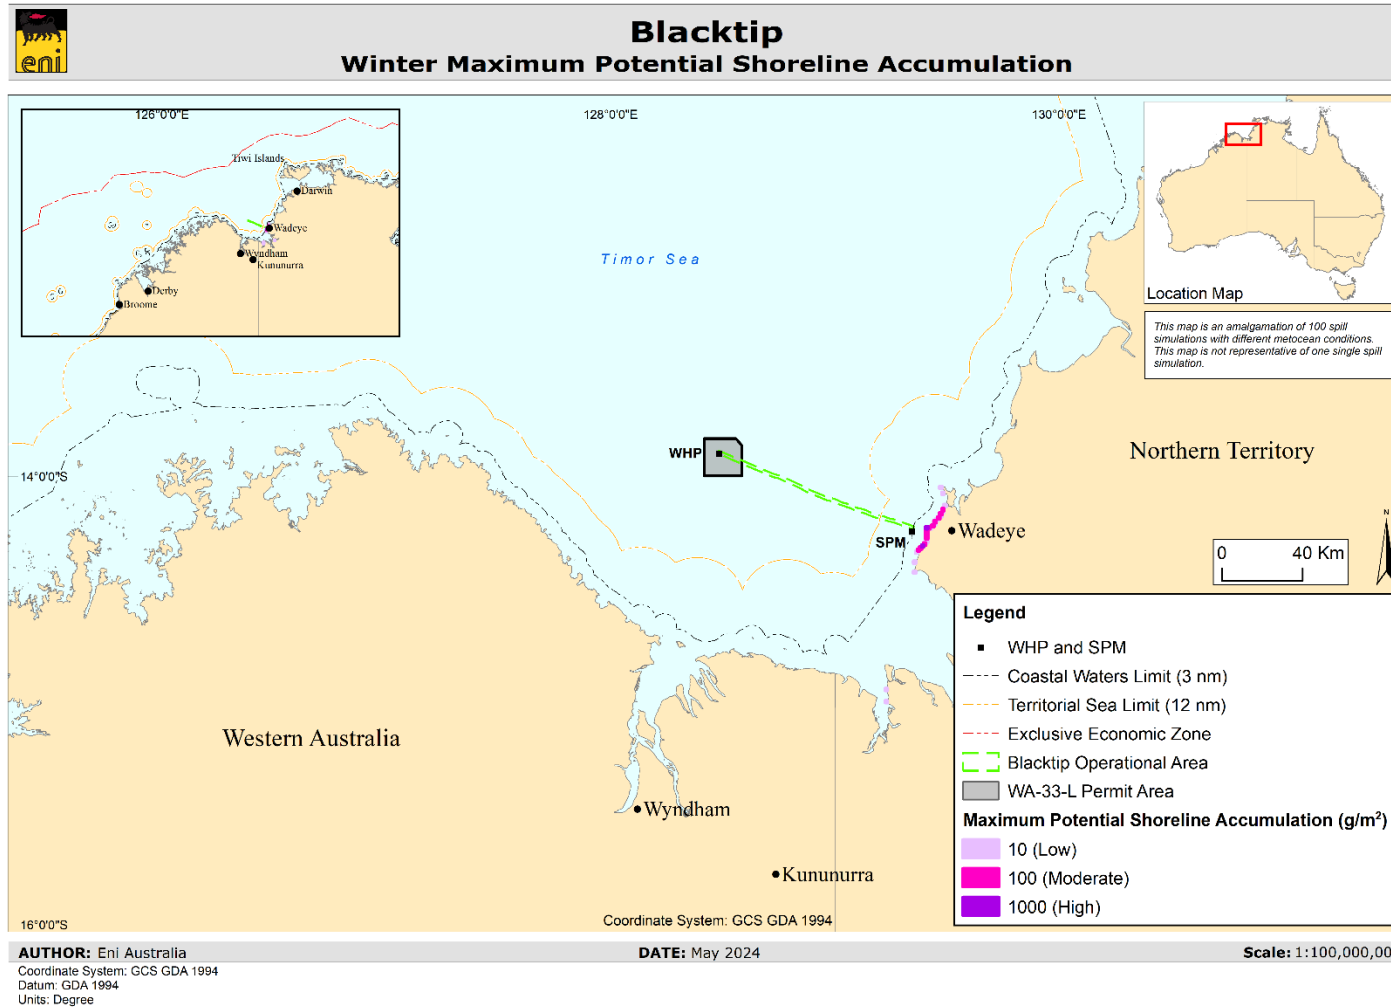 eni
Blacktip
Winter Maximum Potential Shoreline Accumulation
126°0'0"E
128°0'0"E
130°0'0"E
Tiwi Islands
Darwin
Wadeye
Wyndham
Kununurra
Derby
Broome
Timor Sea
Location Map
This map is an amalgamation of 100 spill
simulations with different metocean conditions.
This map is not representative of one single spill
simulation.
Northern Territory
WHP
14°0'0"S
SPM
Wadeye
N
0 40 Km
Western Australia
Wyndham
Kununurra
16°0'0"S
Coordinate System: GCS GDA 1994
Legend
WHP and SPM
Coastal Waters Limit (3 nm)
Territorial Sea Limit (12 nm)
Exclusive Economic Zone
Blacktip Operational Area
WA-33-L Permit Area
Maximum Potential Shoreline Accumulation (g/m²)
10 (Low)
100 (Moderate)
1000 (High)
AUTHOR: Eni Australia
DATE: May 2024
Scale: 1:100,000,00
Coordinate System: GCS GDA 1994
Datum: GDA 1994
Units: Degree